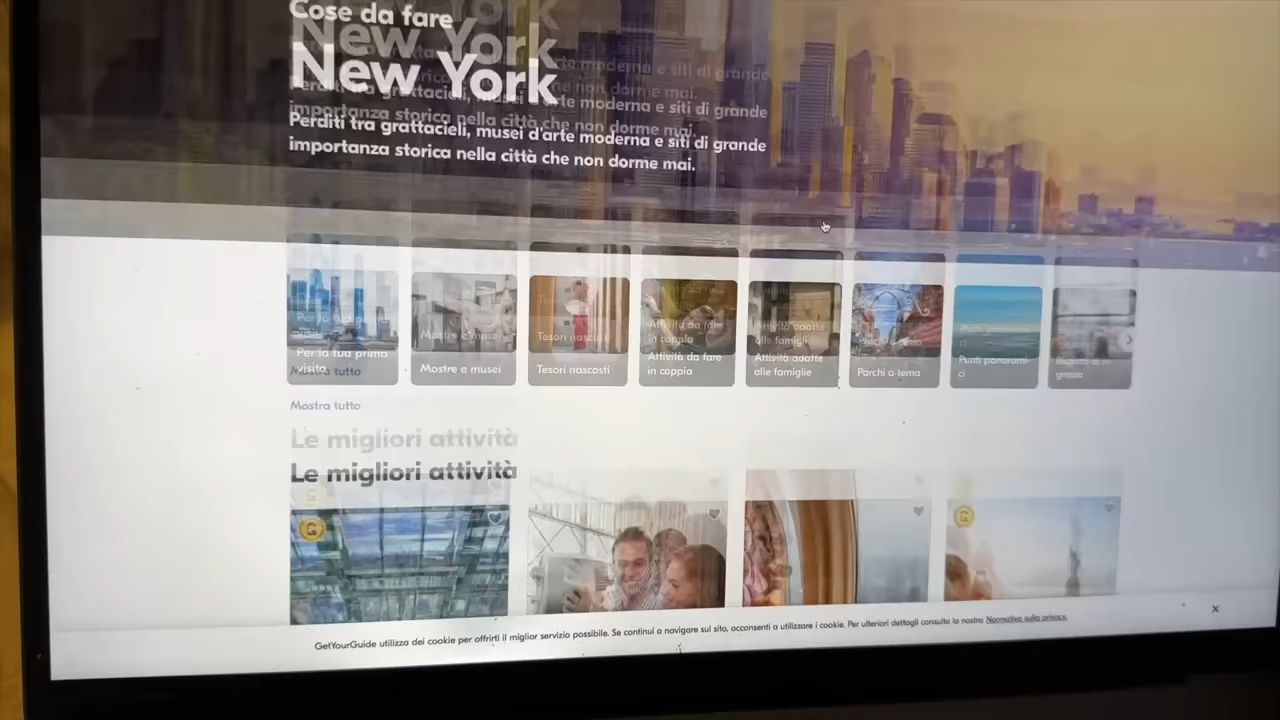 Cose da fare
New York
Perditi tra grattacieli, musei d'arte moderna e siti di grande
importanza storica nella città che non dorme mai.
Per la tua prima
visita
Mostre e musei
Tesori nascosti
Attività da fare
in coppia
Attività adatte
alle famiglie
Parchi a tema
Punti panorami-
ci
Mostra tutto
Le migliori attività
GetYourGuide utilizza dei cookie per offrirti il miglior servizio possibile. Se continui a navigare sul sito, acconsenti a utilizzare i cookie. Per ulteriori dettagli consulta la nostra Normativa sulla privacy.